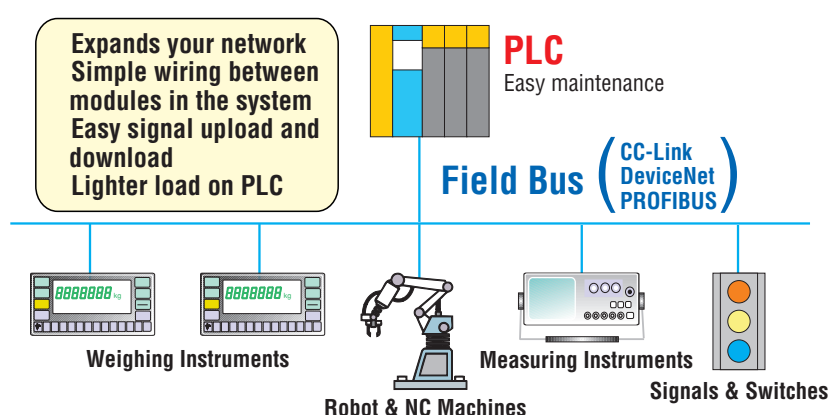 Expands your network
Simple wiring between
modules in the system
Easy signal upload and
download
Lighter load on PLC
PLC
Easy maintenance
Field Bus
CC-Link
DeviceNet
PROFIBUS
8888888 kg
8888888 kg
Weighing Instruments
Robot & NC Machines
Measuring Instruments
Signals & Switches